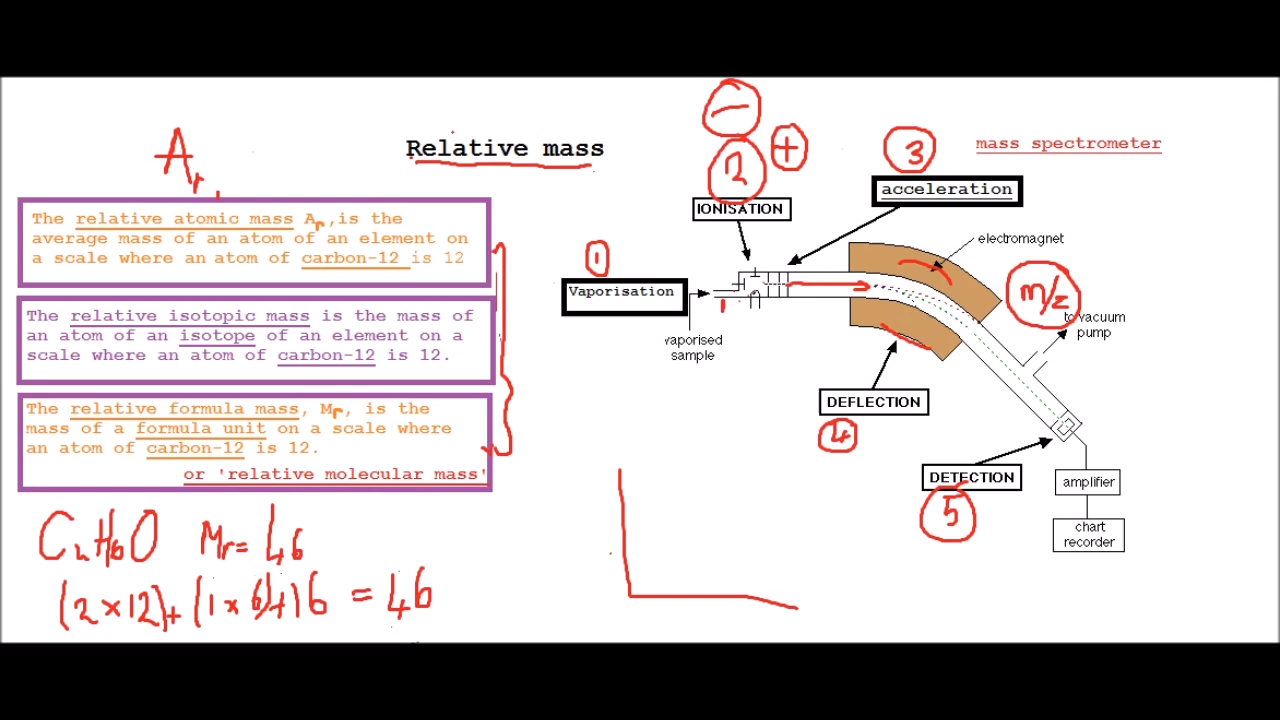 Ar
Relative mass
The relative atomic mass Ar, is the
average mass of an atom of an element on
a scale where an atom of carbon-12 is 12
The relative isotopic mass is the mass of
an atom of an isotope of an element on a
scale where an atom of carbon-12 is 12.
The relative formula mass, Mr, is the
mass of a formula unit on a scale where
an atom of carbon-12 is 12.
or 'relative molecular mass'
C2H6O Mr= 46
(2 x 12) + (1 x 6) + 16 = 46
mass spectrometer
−
+
2
IONISATION
3
acceleration
1
Vaporisation
vaporised
sample
electromagnet
m/z
to vacuum
pump
DEFLECTION
4
DETECTION
5
amplifier
chart
recorder